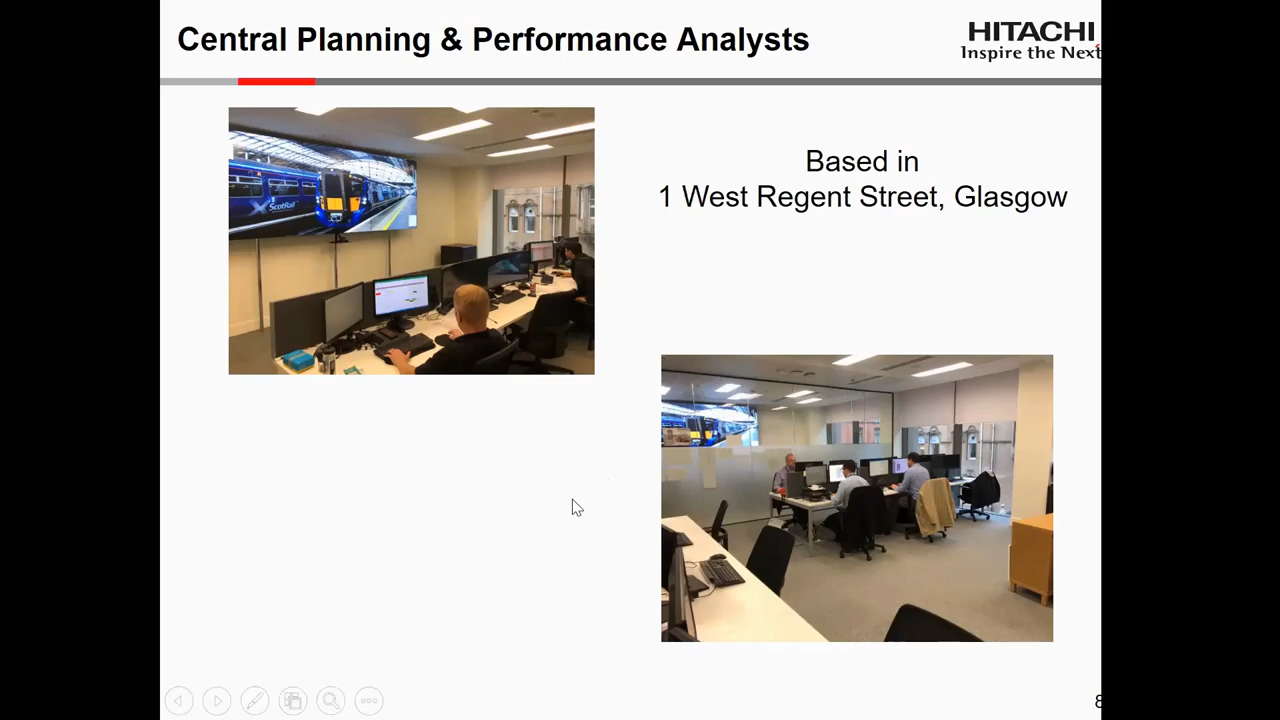 Central Planning & Performance Analysts
HITACHI
Inspire the Next
Based in
1 West Regent Street, Glasgow
ScotRail
8